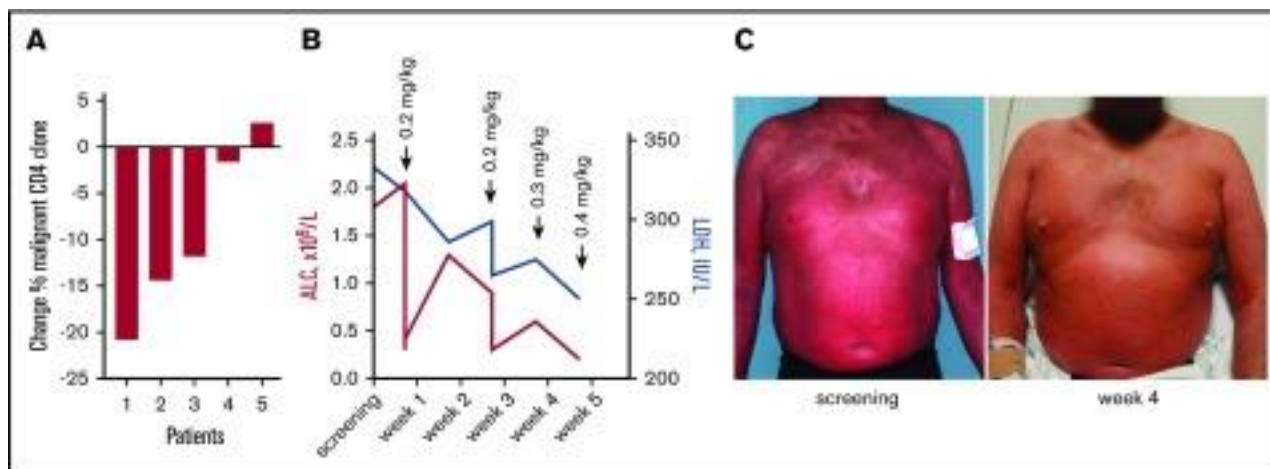 A
Change % malignant CD4 clone
5
0
-5
-10
-15
-20
-25
1 2 3 4 5
Patients
B
ALC, x10⁹/L
2.5
2.0
1.5
1.0
0.5
0.0
0.2 mg/kg
0.2 mg/kg
0.3 mg/kg
0.4 mg/kg
350
300
250
200
LDH, IU/L
screening
week 1
week 2
week 3
week 4
week 5
C
screening
week 4